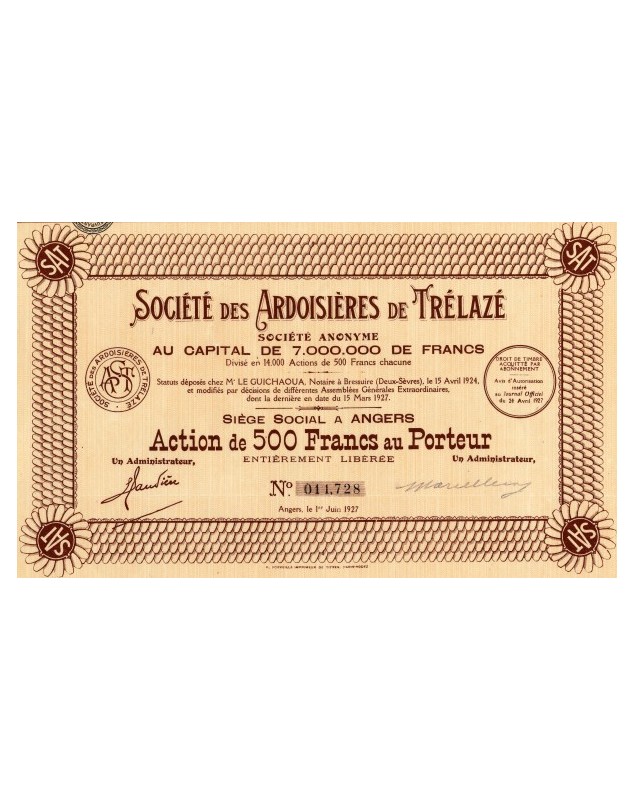 SAT
SAT
SOCIÉTÉ DES ARDOISIÈRES DE TRÉLAZÉ
SOCIÉTÉ ANONYME
AU CAPITAL DE 7.000.000 DE FRANCS
Divisé en 14.000 Actions de 500 Francs chacune
SOCIÉTÉ DES ARDOISIÈRES DE TRÉLAZÉ
DROIT DE TIMBRE
ACQUITTÉ PAR
ABONNEMENT
Avis d'Autorisation
inséré
au Journal Officiel
du 24 Avril 1927
Statuts déposés chez Mᵉ LE GUICHAOUA, Notaire à Bressuire (Deux-Sèvres), le 15 Avril 1924,
et modifiés par décisions de différentes Assemblées Générales Extraordinaires,
dont la dernière en date du 15 Mars 1927.
SIÈGE SOCIAL A ANGERS
Action de 500 Francs au Porteur
ENTIÈREMENT LIBÉRÉE
Un Administrateur,
Un Administrateur,
No. 011,728
Angers, le 1er Juin 1927
SAT
SAT